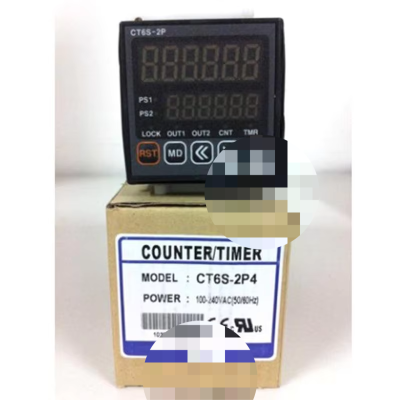 CT6S-2P
PS1
PS2
LOCK OUT1 OUT2 CNT TMR
RST MD
COUNTER/TIMER
MODEL : CT6S-2P4
POWER : 100-240VAC(50/60Hz)
US